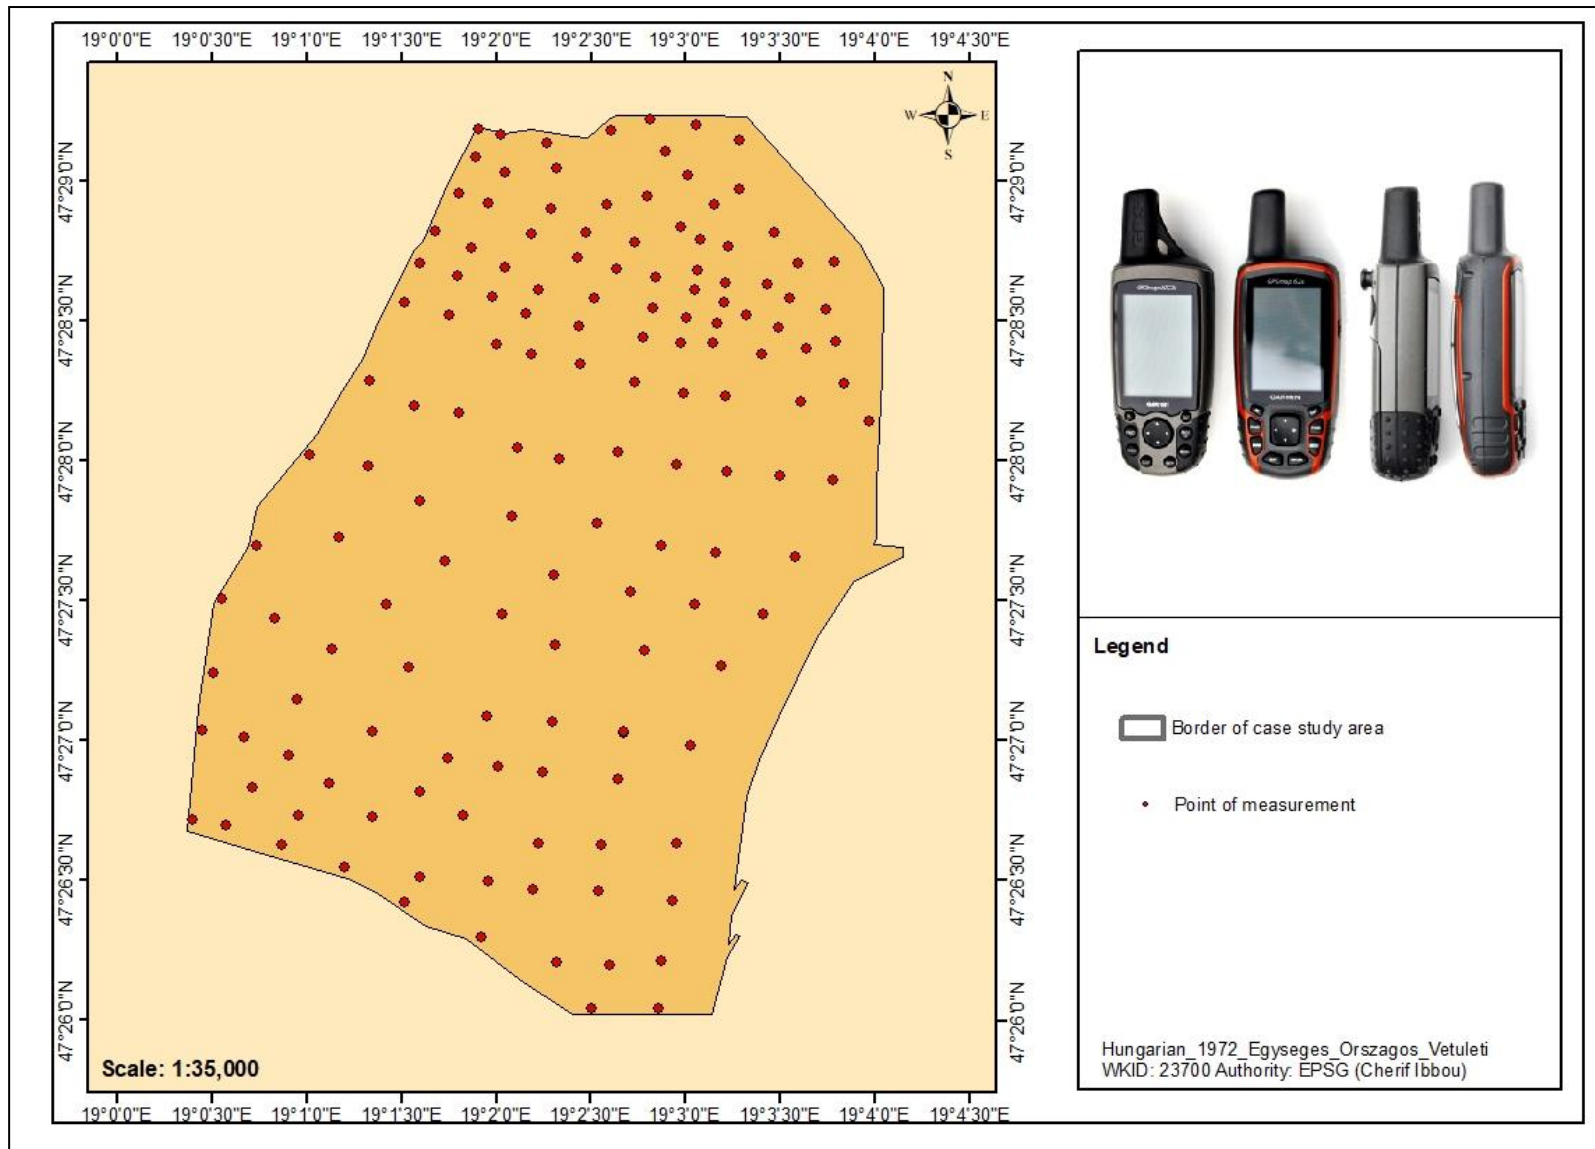 19°0'0"E 19°0'30"E 19°1'0"E 19°1'30"E 19°2'0"E 19°2'30"E 19°3'0"E 19°3'30"E 19°4'0"E 19°4'30"E
N
W E
S
47°29'0"N 47°29'0"N
47°28'30"N 47°28'30"N
47°28'0"N 47°28'0"N
47°27'30"N 47°27'30"N
47°27'0"N 47°27'0"N
47°26'30"N 47°26'30"N
47°26'0"N 47°26'0"N
Scale: 1:35,000
19°0'0"E 19°0'30"E 19°1'0"E 19°1'30"E 19°2'0"E 19°2'30"E 19°3'0"E 19°3'30"E 19°4'0"E 19°4'30"E
GARMIN
Legend
Border of case study area
Point of measurement
Hungarian_1972_Egyseges_Orszagos_Vetuleti
WKID: 23700 Authority: EPSG (Cherif Ibbou)